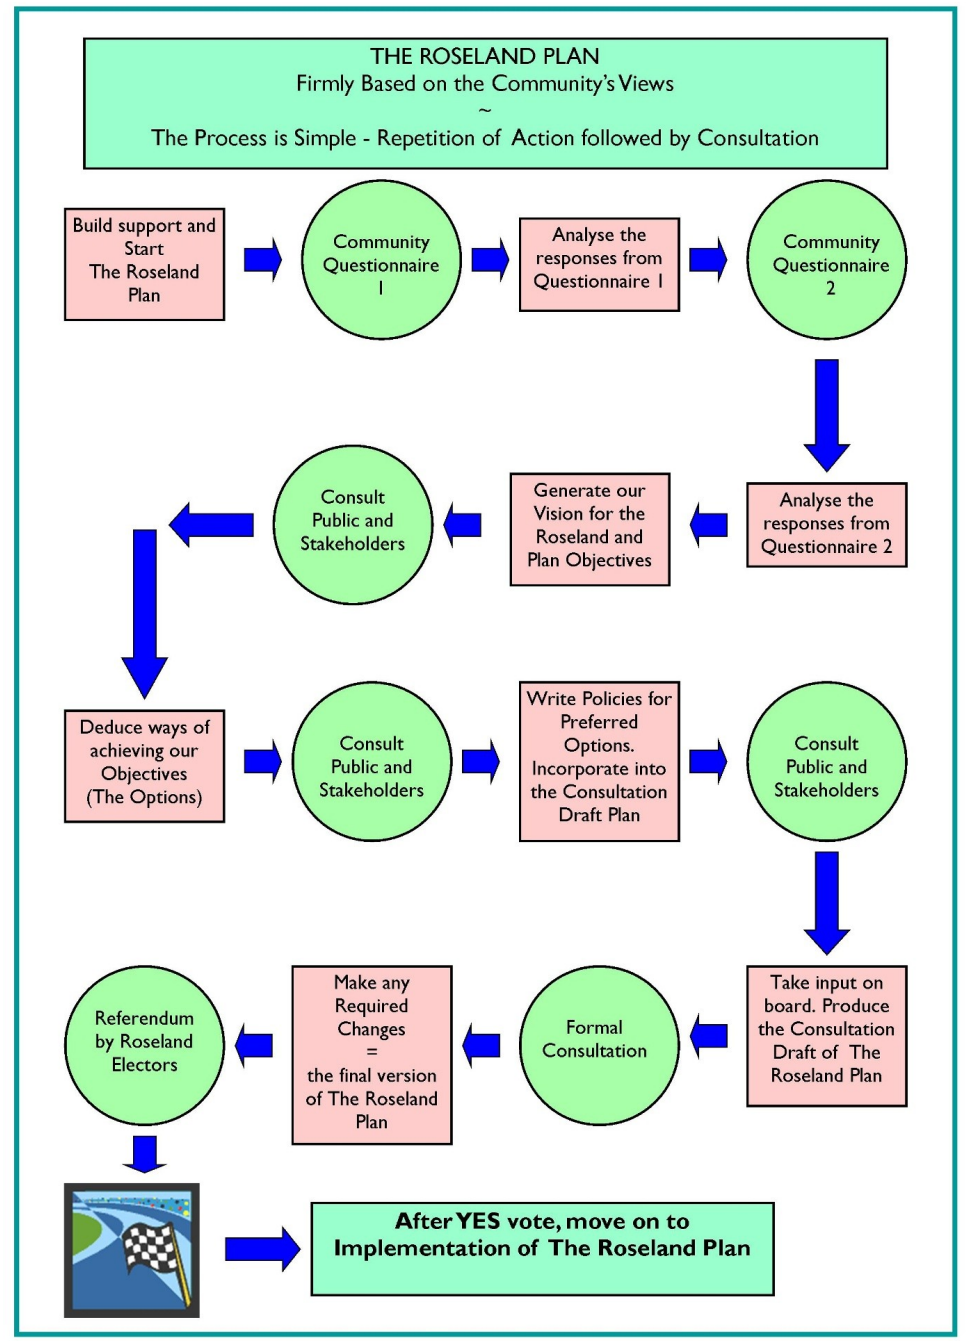 THE ROSELAND PLAN
Firmly Based on the Community's Views
~
The Process is Simple - Repetition of Action followed by Consultation
Build support and
Start
The Roseland
Plan
Community
Questionnaire
1
Analyse the
responses from
Questionnaire 1
Community
Questionnaire
2
Analyse the
responses from
Questionnaire 2
Generate our
Vision for the
Roseland and
Plan Objectives
Consult
Public and
Stakeholders
Deduce ways of
achieving our
Objectives
(The Options)
Consult
Public and
Stakeholders
Write Policies for
Preferred
Options.
Incorporate into
the Consultation
Draft Plan
Consult
Public and
Stakeholders
Take input on
board. Produce
the Consultation
Draft of The
Roseland Plan
Formal
Consultation
Make any
Required
Changes
=
the final version
of The Roseland
Plan
Referendum
by Roseland
Electors
After YES vote, move on to
Implementation of The Roseland Plan